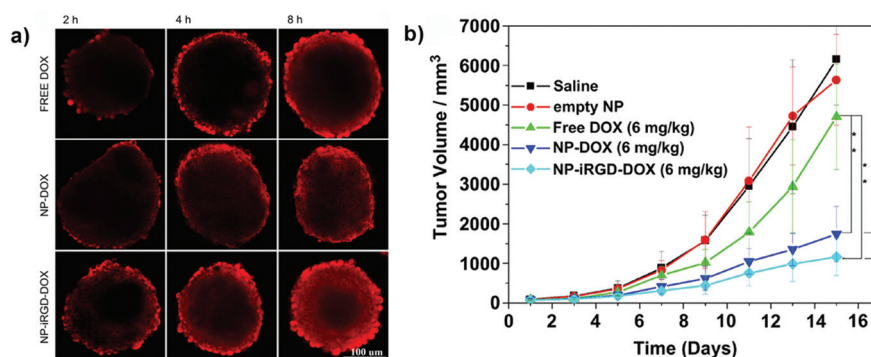 a)
2 h
4 h
8 h
FREE DOX
NP-DOX
NP-iRGD-DOX
100 um
b)
Tumor Volume / mm³
7000
6000
5000
4000
3000
2000
1000
0
Saline
empty NP
Free DOX (6 mg/kg)
NP-DOX (6 mg/kg)
NP-iRGD-DOX (6 mg/kg)
* *
* *
0 2 4 6 8 10 12 14 16
Time (Days)